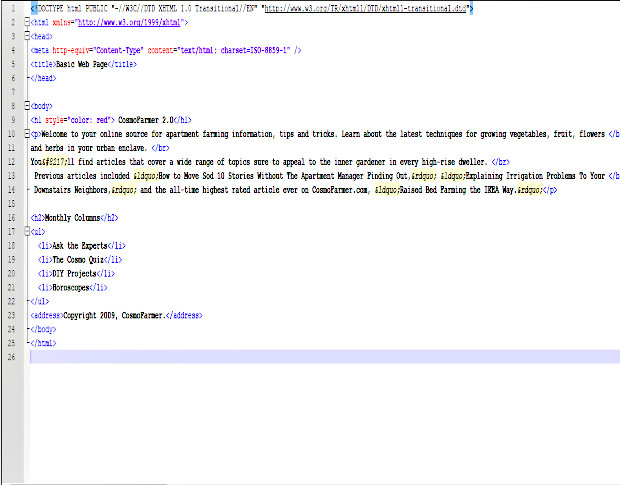 1 <!DOCTYPE html PUBLIC "-//W3C//DTD XHTML 1.0 Transitional//EN" "http://www.w3.org/TR/xhtml1/DTD/xhtml1-transitional.dtd">
2 <html xmlns="http://www.w3.org/1999/xhtml">
3 <head>
4 <meta http-equiv="Content-Type" content="text/html; charset=ISO-8859-1" />
5 <title>Basic Web Page</title>
6 </head>
7
8 <body>
9 <h1 style="color: red"> CosmoFarmer 2.0</h1>
10 <p>Welcome to your online source for apartment farming information, tips and tricks. Learn about the latest techniques for growing vegetables, fruit, flowers </b
11 and herbs in your urban enclave. </br>
12 You&#8217;ll find articles that cover a wide range of topics sure to appeal to the inner gardener in every high-rise dweller. </br>
13 Previous articles included &ldquo;How to Move Sod 10 Stories Without The Apartment Manager Finding Out,&rdquo; &ldquo;Explaining Irrigation Problems To Your </b
14 Downstairs Neighbors,&rdquo; and the all-time highest rated article ever on CosmoFarmer.com, &ldquo;Raised Bed Farming the IKEA Way.&rdquo;</p>
15
16 <h2>Monthly Columns</h2>
17 <ul>
18 <li>Ask the Experts</li>
19 <li>The Cosmo Quiz</li>
20 <li>DIY Projects</li>
21 <li>Horoscopes</li>
22 </ul>
23 <address>Copyright 2009, CosmoFarmer.</address>
24 </body>
25 </html>
26